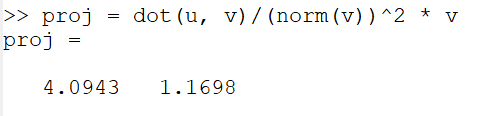 >> proj = dot(u, v)/(norm(v))^2 * v
proj =
4.0943   1.1698